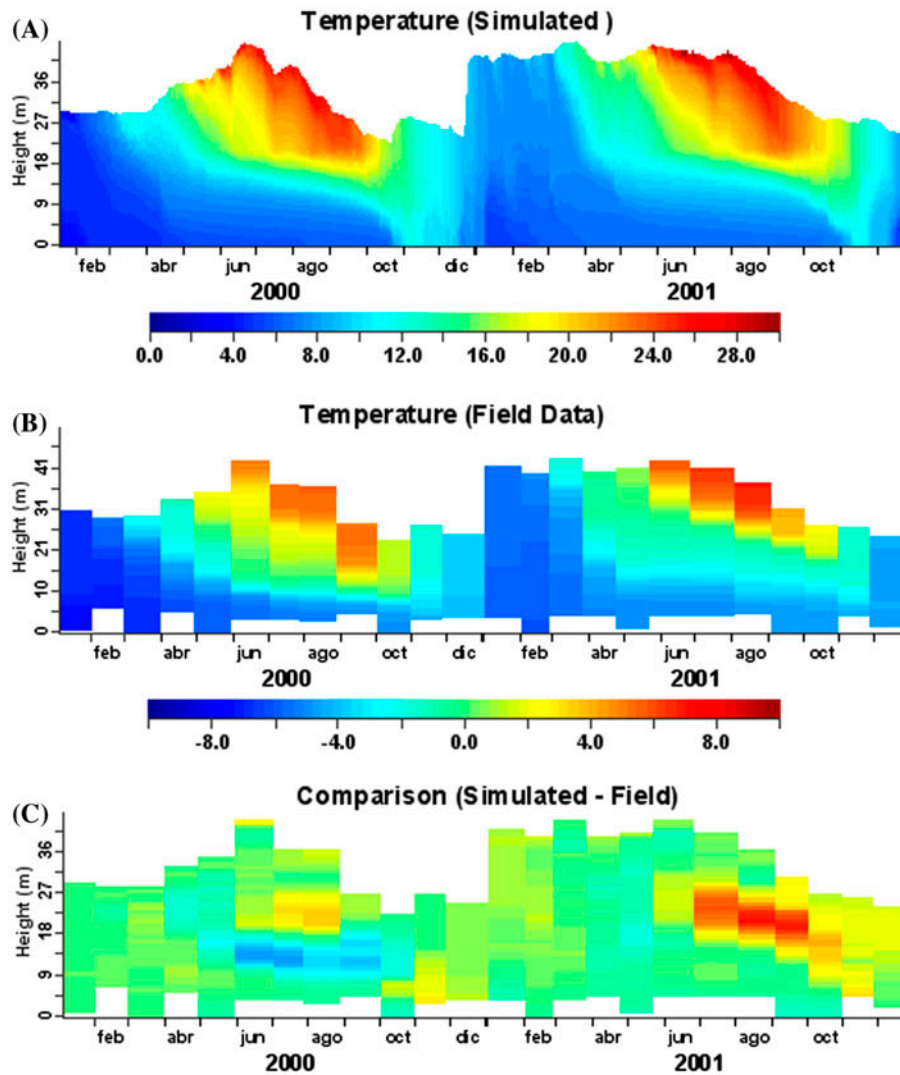 (A)
Temperature (Simulated )
Height (m)
36
27
18
9
0
feb abr jun ago oct dic feb abr jun ago oct
2000 2001
0.0 4.0 8.0 12.0 16.0 20.0 24.0 28.0
(B)
Temperature (Field Data)
Height (m)
41
31
21
10
0
feb abr jun ago oct dic feb abr jun ago oct
2000 2001
-8.0 -4.0 0.0 4.0 8.0
(C)
Comparison (Simulated - Field)
Height (m)
36
27
18
9
0
feb abr jun ago oct dic feb abr jun ago oct
2000 2001